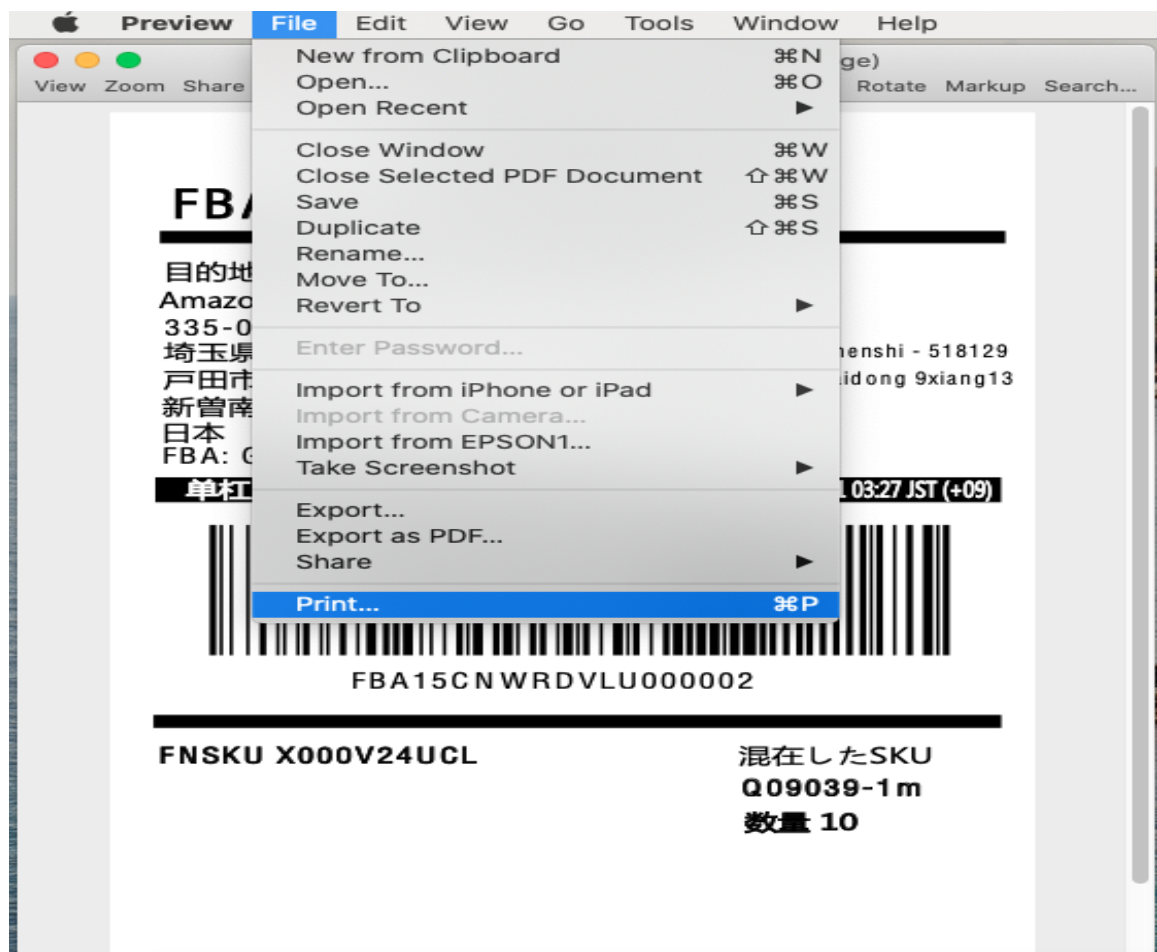 Preview File Edit View Go Tools Window Help
ge)
View Zoom Share Rotate Markup Search...
New from Clipboard ⌘N
Open... ⌘O
Open Recent ▶
Close Window ⌘W
Close Selected PDF Document ⇧⌘W
Save ⌘S
Duplicate ⇧⌘S
Rename...
Move To...
Revert To ▶
Enter Password...
Import from iPhone or iPad ▶
Import from Camera...
Import from EPSON1...
Take Screenshot ▶
Export...
Export as PDF...
Share ▶
Print... ⌘P
FBA
目的地
Amazo
335-0
埼玉県
戸田市
新曽南
日本
FBA:
henshi - 518129
idong 9xiang13
单杠
03:27 JST (+09)
FBA15CNWRDVLU000002
FNSKU X000V24UCL
混在したSKU
Q09039-1m
数量 10